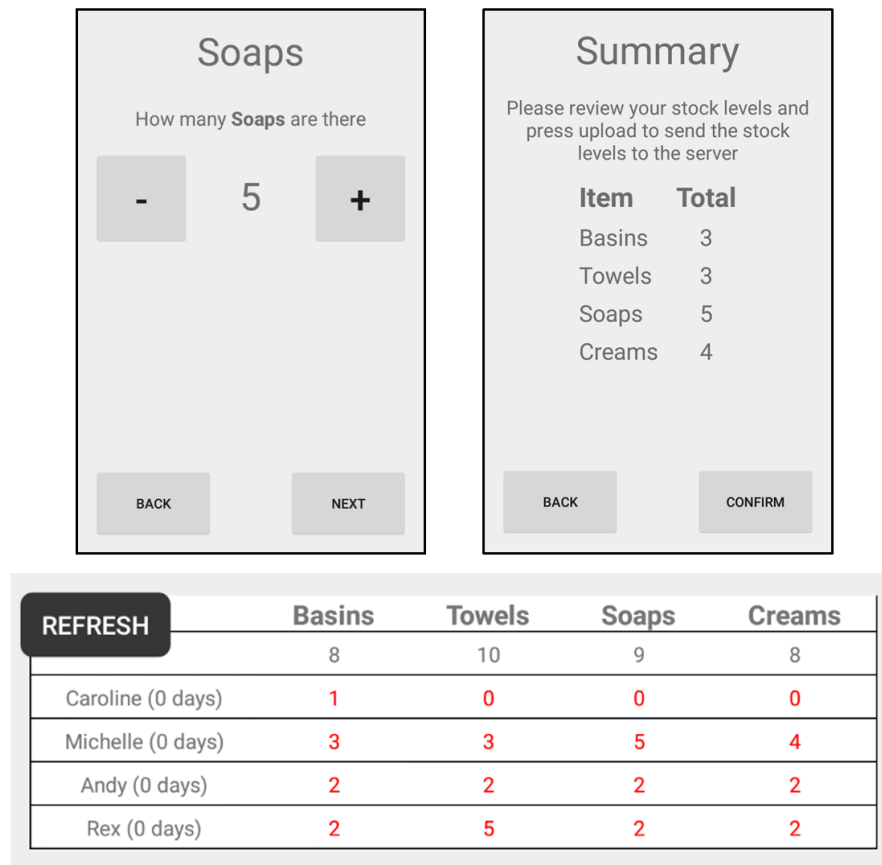 Soaps
How many Soaps are there
- 5 +
BACK NEXT
Summary
Please review your stock levels and
press upload to send the stock
levels to the server
Item Total
Basins 3
Towels 3
Soaps 5
Creams 4
BACK CONFIRM
REFRESH Basins Towels Soaps Creams
8 10 9 8
Caroline (0 days) 1 0 0 0
Michelle (0 days) 3 3 5 4
Andy (0 days) 2 2 2 2
Rex (0 days) 2 5 2 2